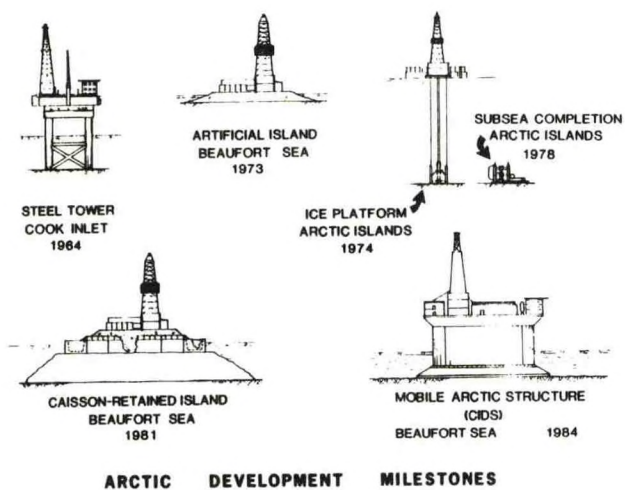 STEEL TOWER
COOK INLET
1964
ARTIFICIAL ISLAND
BEAUFORT SEA
1973
ICE PLATFORM
ARCTIC ISLANDS
1974
SUBSEA COMPLETION
ARCTIC ISLANDS
1978
CAISSON-RETAINED ISLAND
BEAUFORT SEA
1981
MOBILE ARCTIC STRUCTURE
(CIDS)
BEAUFORT SEA 1984
ARCTIC DEVELOPMENT MILESTONES